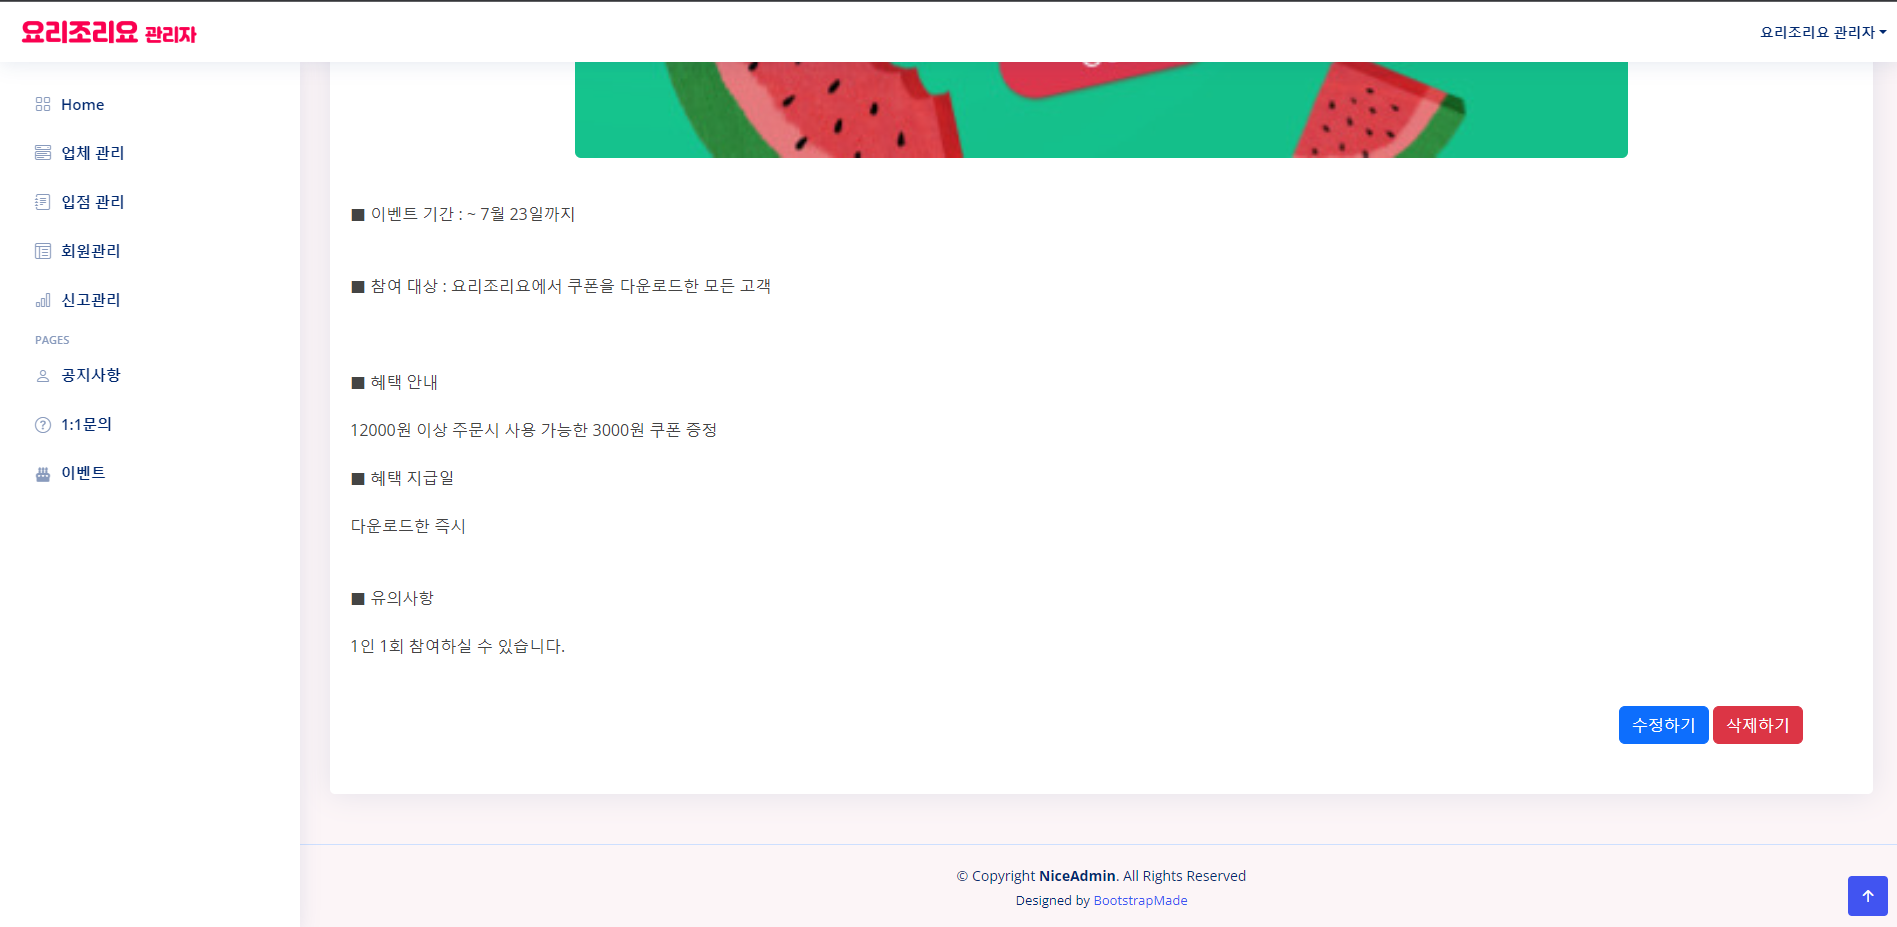 요리조리요 관리자
요리조리요 관리자
Home
업체 관리
입점 관리
회원관리
신고관리
PAGES
공지사항
1:1문의
이벤트
■ 이벤트 기간 : ~ 7월 23일까지
■ 참여 대상 : 요리조리요에서 쿠폰을 다운로드한 모든 고객
■ 혜택 안내
12000원 이상 주문시 사용 가능한 3000원 쿠폰 증정
■ 혜택 지급일
다운로드한 즉시
■ 유의사항
1인 1회 참여하실 수 있습니다.
수정하기 삭제하기
© Copyright NiceAdmin. All Rights Reserved
Designed by BootstrapMade